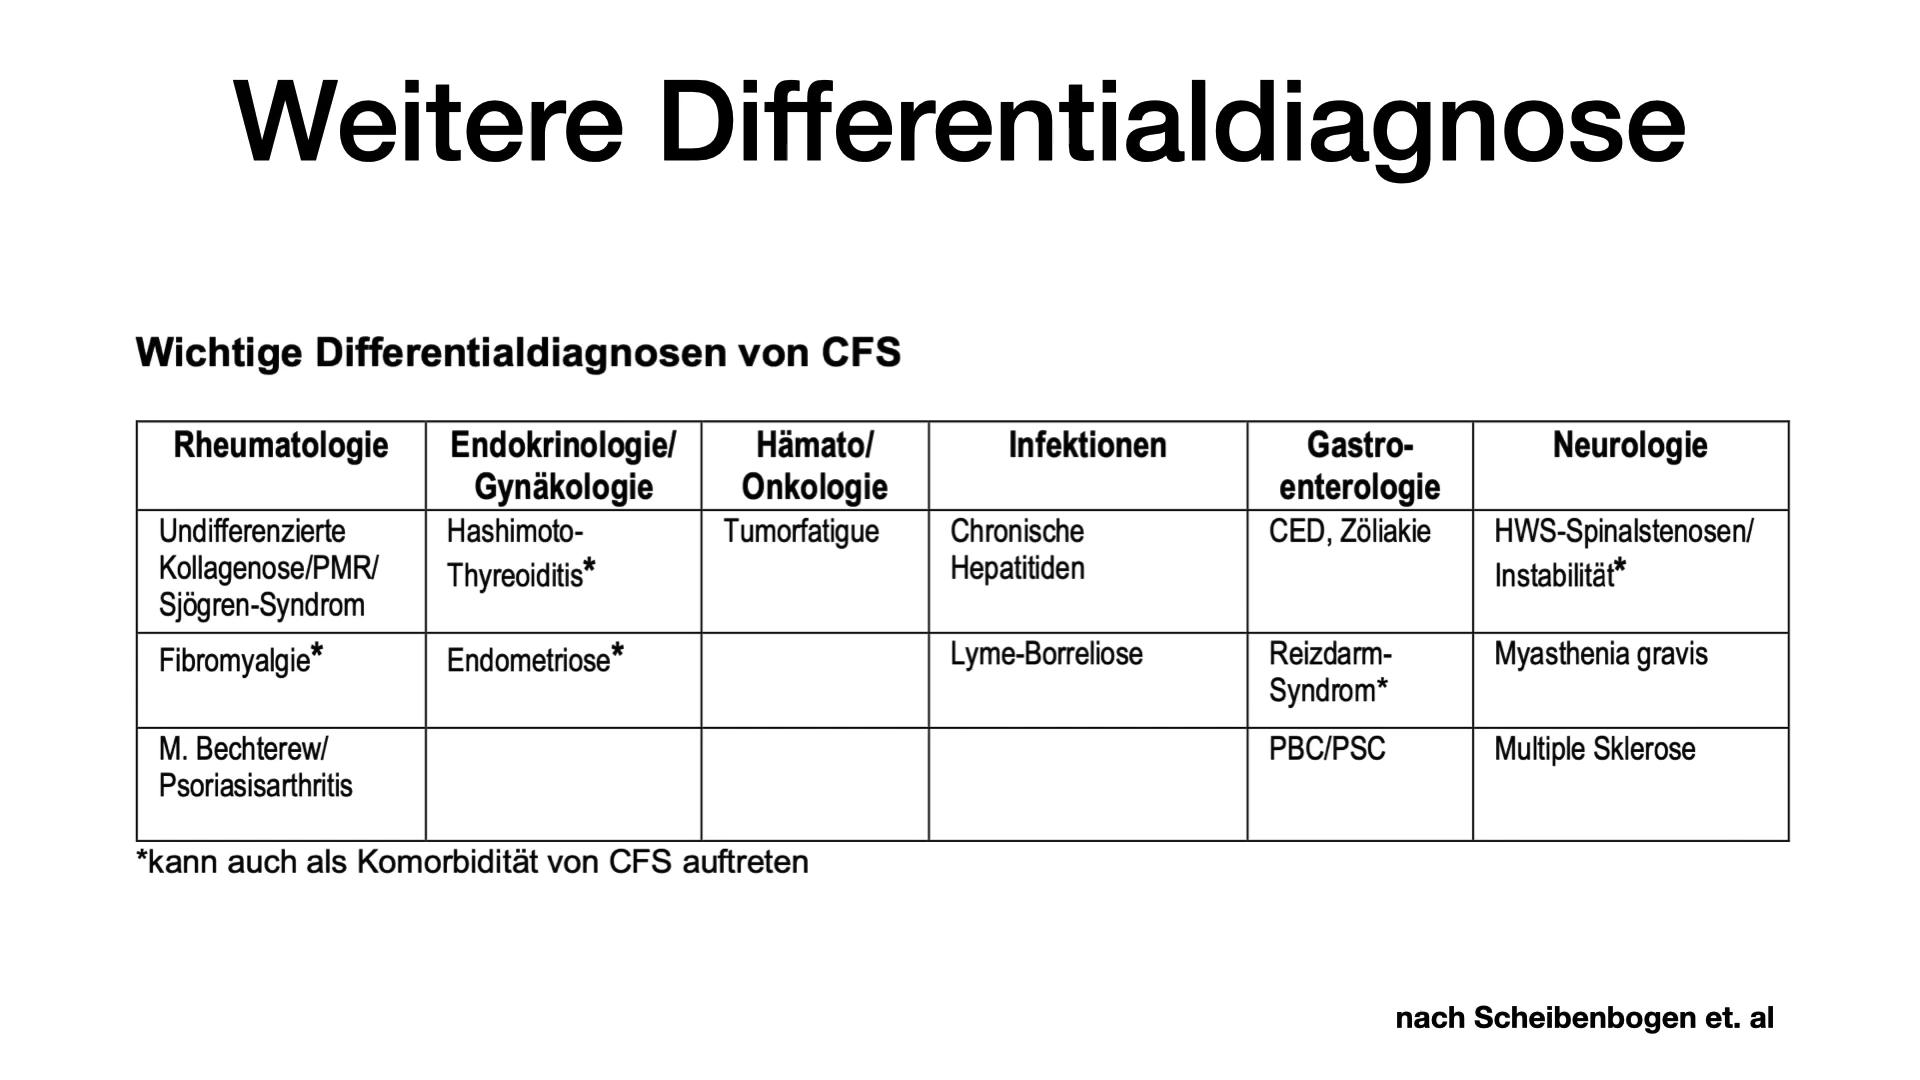 Weitere Differentialdiagnose
Wichtige Differentialdiagnosen von CFS
Rheumatologie
Endokrinologie/
Gynäkologie
Hämato/
Onkologie
Infektionen
Gastro-
enterologie
Neurologie
Undifferenzierte
Kollagenose/PMR/
Sjögren-Syndrom
Hashimoto-
Thyreoiditis*
Tumorfatigue
Chronische
Hepatitiden
CED, Zöliakie
HWS-Spinalstenosen/
Instabilität*
Fibromyalgie*
Endometriose*
Lyme-Borreliose
Reizdarm-
Syndrom*
Myasthenia gravis
M. Bechterew/
Psoriasisarthritis
PBC/PSC
Multiple Sklerose
*kann auch als Komorbidität von CFS auftreten
nach Scheibenbogen et. al